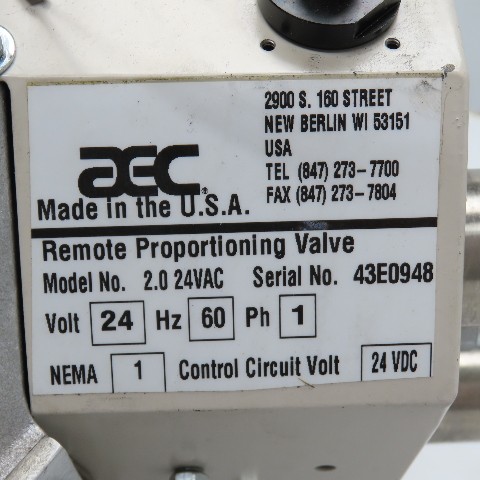 2900 S. 160 STREET
NEW BERLIN WI 53151
USA
TEL (847) 273-7700
FAX (847) 273-7804
AEC®
Made in the U.S.A.
Remote Proportioning Valve
Model No. 2.0 24VAC Serial No. 43E0948
Volt 24 Hz 60 Ph 1
NEMA 1 Control Circuit Volt 24 VDC